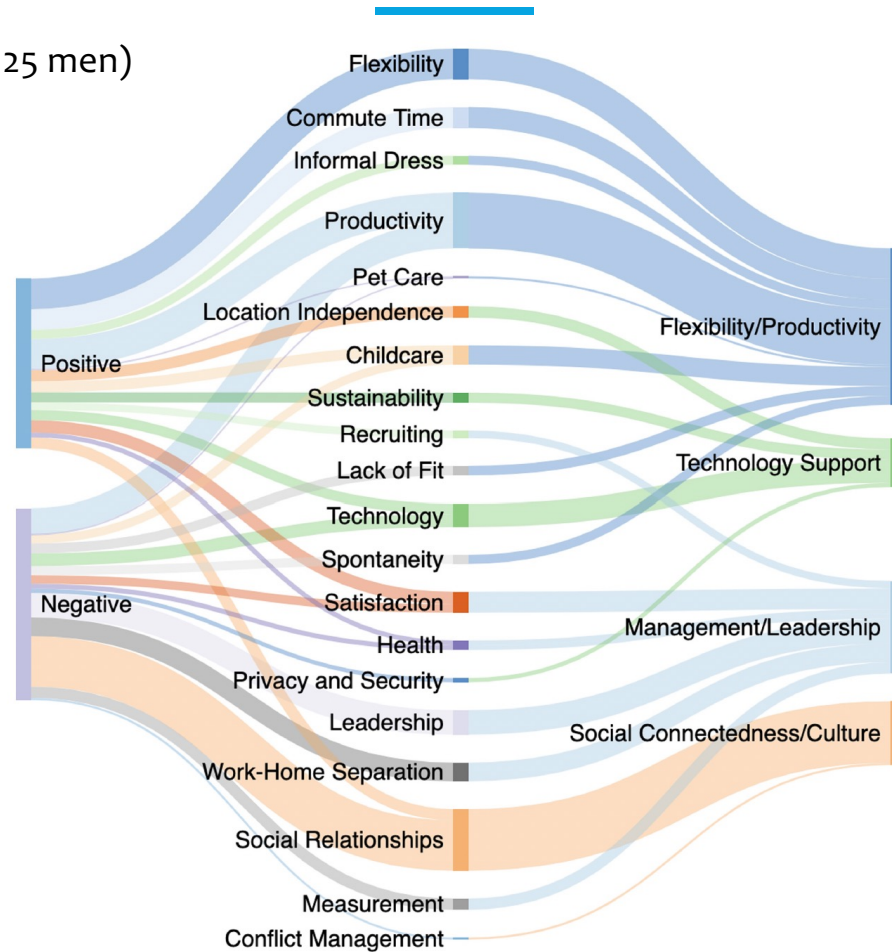 25 men)
Flexibility
Commute Time
Informal Dress
Productivity
Pet Care
Location Independence
Childcare
Sustainability
Recruiting
Lack of Fit
Technology
Spontaneity
Satisfaction
Health
Privacy and Security
Leadership
Work-Home Separation
Social Relationships
Measurement
Conflict Management
Positive
Negative
Flexibility/Productivity
Technology Support
Management/Leadership
Social Connectedness/Culture